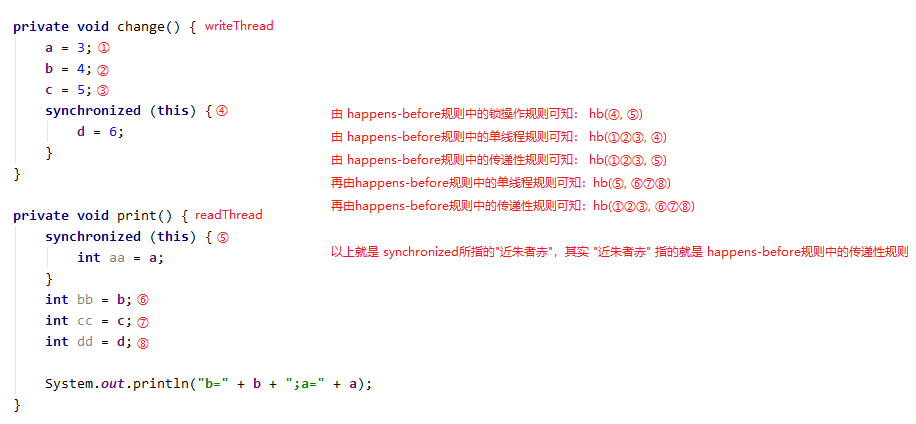 private void change() { writeThread
a = 3; ①
b = 4; ②
c = 5; ③
synchronized (this) { ④
d = 6;
}
}
由 happens-before规则中的锁操作规则可知： hb(④, ⑤)
由 happens-before规则中的单线程规则可知： hb(①②③, ④)
由 happens-before规则中的传递性规则可知： hb(①②③, ⑤)
再由happens-before规则中的单线程规则可知：hb(⑤, ⑥⑦⑧)
再由happens-before规则中的传递性规则可知：hb(①②③, ⑥⑦⑧)
以上就是 synchronized所指的"近朱者赤"，其实 "近朱者赤" 指的就是 happens-before规则中的传递性规则
private void print() { readThread
synchronized (this) { ⑤
int aa = a;
}
int bb = b; ⑥
int cc = c; ⑦
int dd = d; ⑧
System.out.println("b=" + b + ";a=" + a);
}